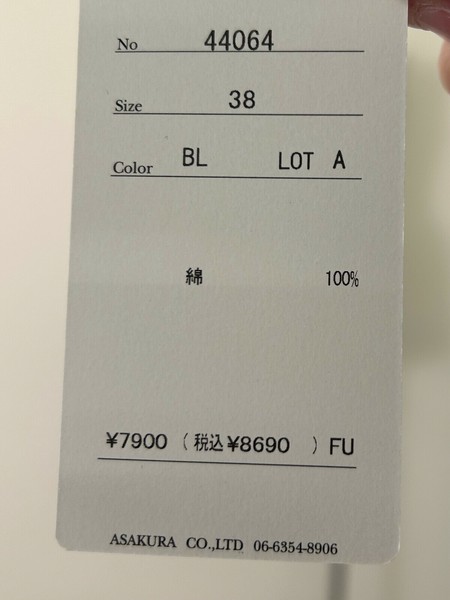 No 44064
Size 38
Color BL LOT A
綿 100%
¥7900 (税込¥8690 ) FU
ASAKURA CO.,LTD 06-6354-8906